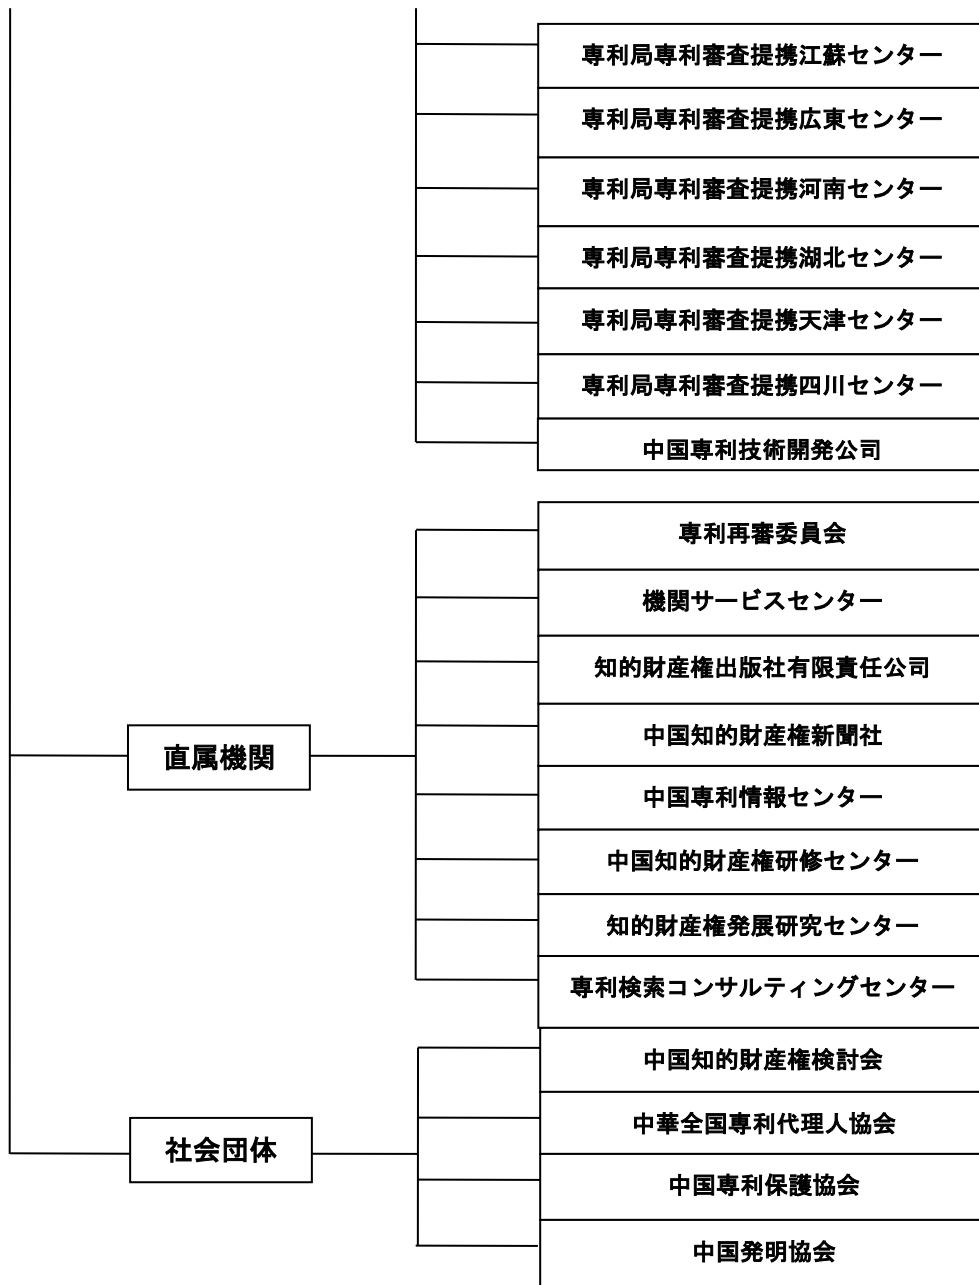 専利局専利審査提携江蘇センター
専利局専利審査提携広東センター
専利局専利審査提携河南センター
専利局専利審査提携湖北センター
専利局専利審査提携天津センター
専利局専利審査提携四川センター
中国専利技術開発公司
直属機関
専利再審委員会
機関サービスセンター
知的財産権出版社有限責任公司
中国知的財産権新聞社
中国専利情報センター
中国知的財産権研修センター
知的財産権発展研究センター
専利検索コンサルティングセンター
社会団体
中国知的財産権検討会
中華全国専利代理人協会
中国専利保護協会
中国発明協会